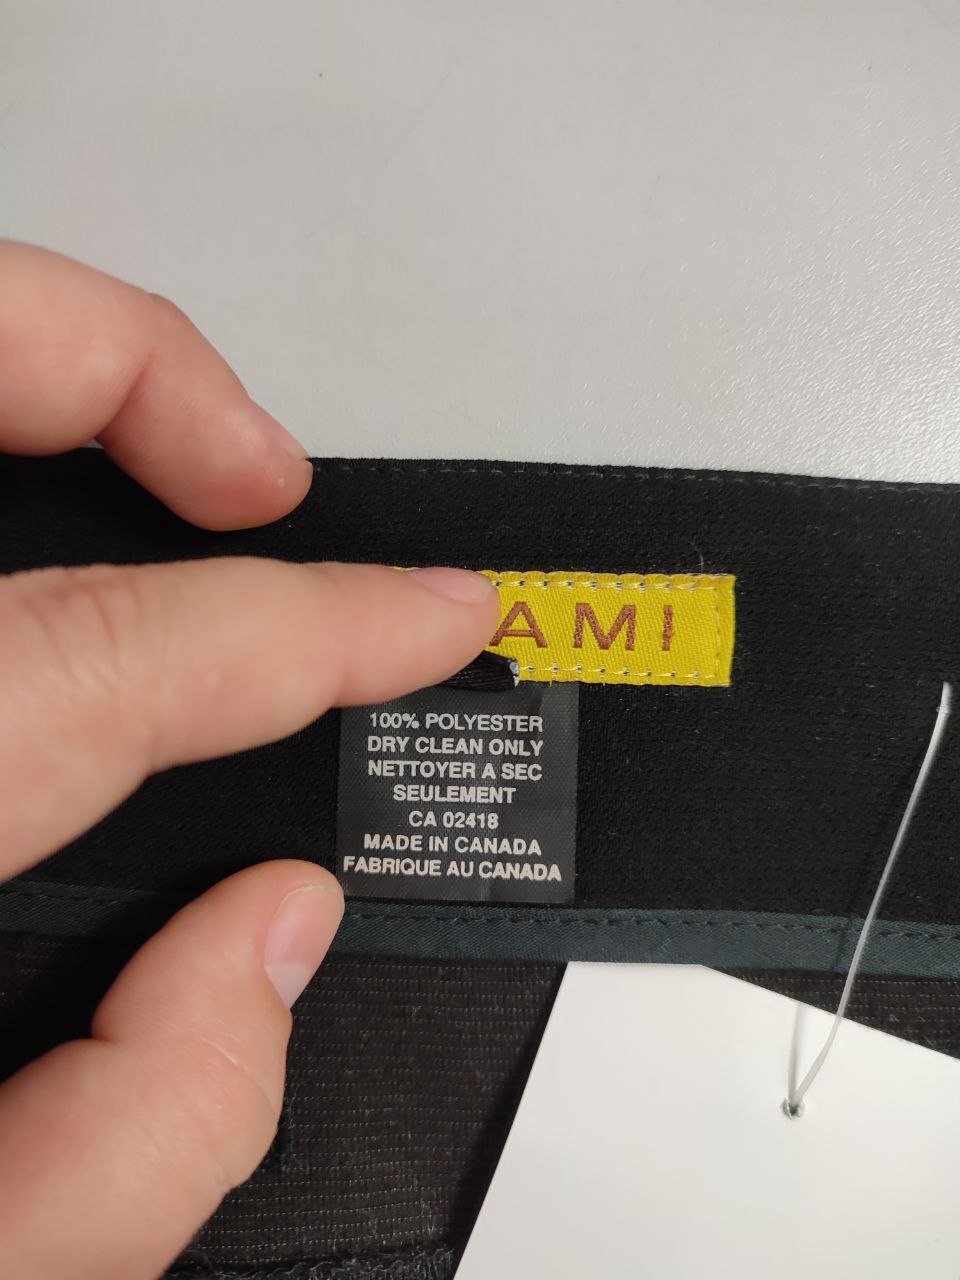 AMI
100% POLYESTER
DRY CLEAN ONLY
NETTOYER A SEC
SEULEMENT
CA 02418
MADE IN CANADA
FABRIQUE AU CANADA